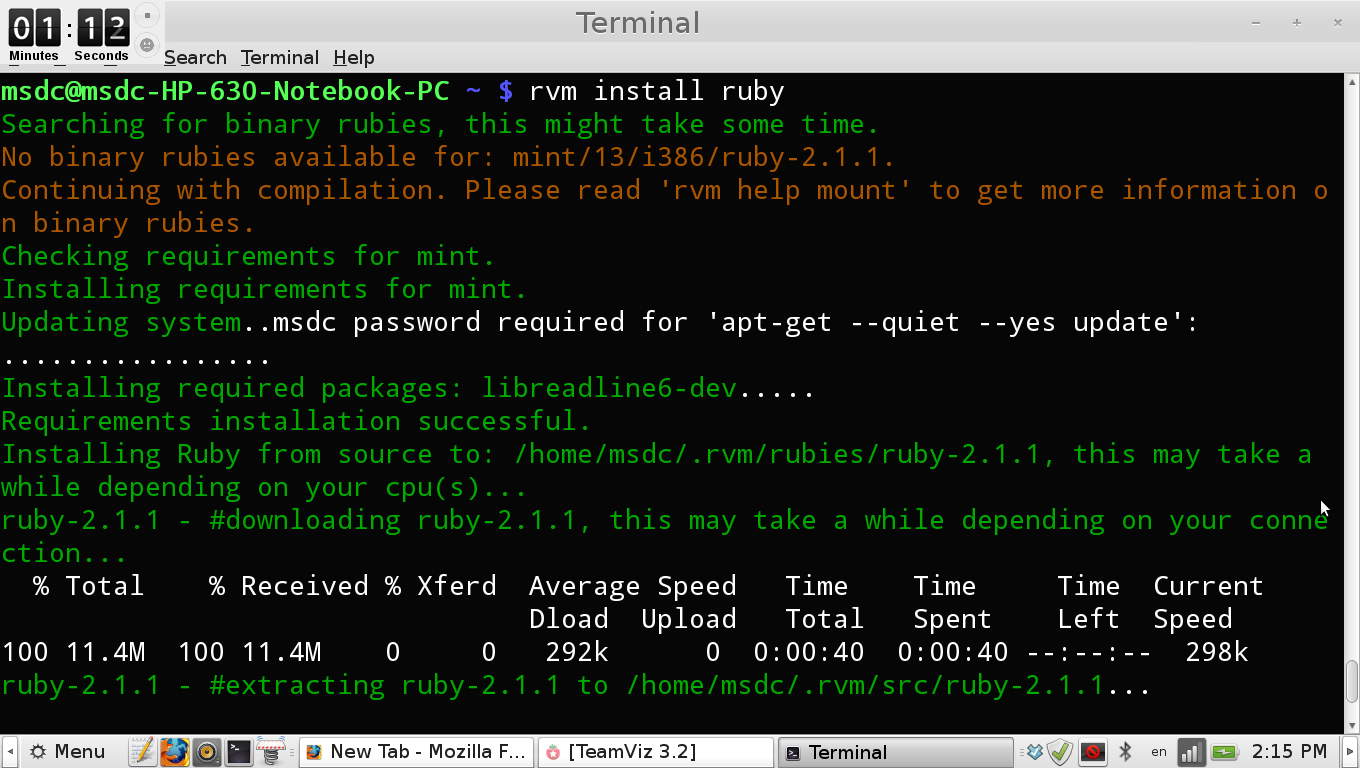 01:12
Minutes Seconds
Terminal
Search Terminal Help
msdc@msdc-HP-630-Notebook-PC ~ $ rvm install ruby
Searching for binary rubies, this might take some time.
No binary rubies available for: mint/13/i386/ruby-2.1.1.
Continuing with compilation. Please read 'rvm help mount' to get more information o
n binary rubies.
Checking requirements for mint.
Installing requirements for mint.
Updating system..msdc password required for 'apt-get --quiet --yes update':
.................
Installing required packages: libreadline6-dev.....
Requirements installation successful.
Installing Ruby from source to: /home/msdc/.rvm/rubies/ruby-2.1.1, this may take a
while depending on your cpu(s)...
ruby-2.1.1 - #downloading ruby-2.1.1, this may take a while depending on your conne
ction...
% Total % Received % Xferd Average Speed Time Time Time Current
Dload Upload Total Spent Left Speed
100 11.4M 100 11.4M 0 0 292k 0 0:00:40 0:00:40 --:--:-- 298k
ruby-2.1.1 - #extracting ruby-2.1.1 to /home/msdc/.rvm/src/ruby-2.1.1...
Menu New Tab - Mozilla F... [TeamViz 3.2] Terminal en 2:15 PM